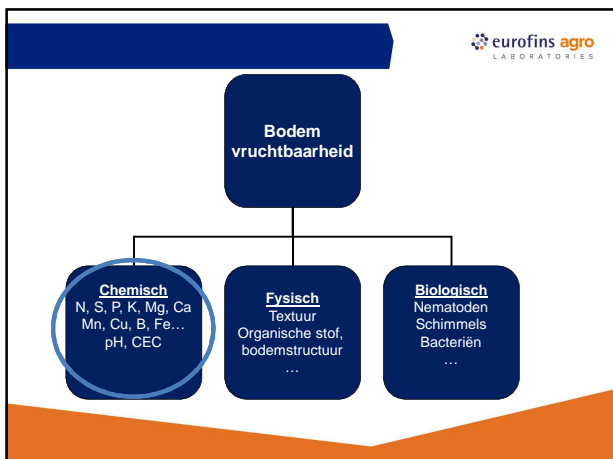 eurofins agro
LABORATORIES
Bodem
vruchtbaarheid
Chemisch
N, S, P, K, Mg, Ca
Mn, Cu, B, Fe…
pH, CEC
Fysisch
Textuur
Organische stof,
bodemstructuur
…
Biologisch
Nematoden
Schimmels
Bacteriën
…